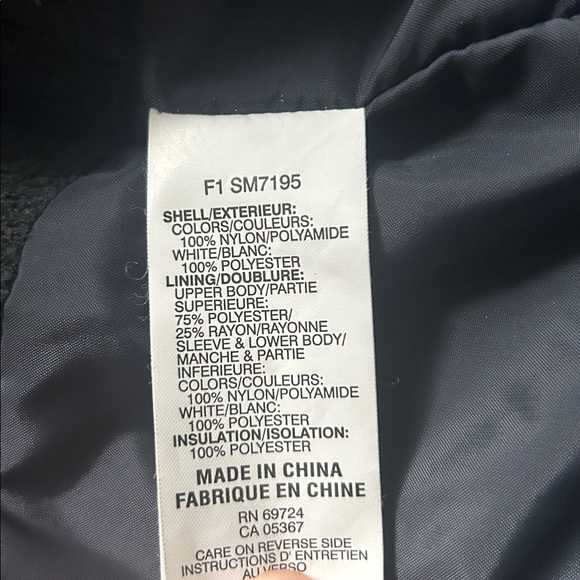 F1 SM7195
SHELL/EXTERIEUR:
COLORS/COULEURS:
100% NYLON/POLYAMIDE
WHITE/BLANC:
100% POLYESTER
LINING/DOUBLURE:
UPPER BODY/PARTIE
SUPERIEURE:
75% POLYESTER/
25% RAYON/RAYONNE
SLEEVE & LOWER BODY/
MANCHE & PARTIE
INFERIEURE:
COLORS/COULEURS:
100% NYLON/POLYAMIDE
WHITE/BLANC:
100% POLYESTER
INSULATION/ISOLATION:
100% POLYESTER
MADE IN CHINA
FABRIQUE EN CHINE
RN 69724
CA 05367
CARE ON REVERSE SIDE
INSTRUCTIONS D' ENTRETIEN
AU VERSO